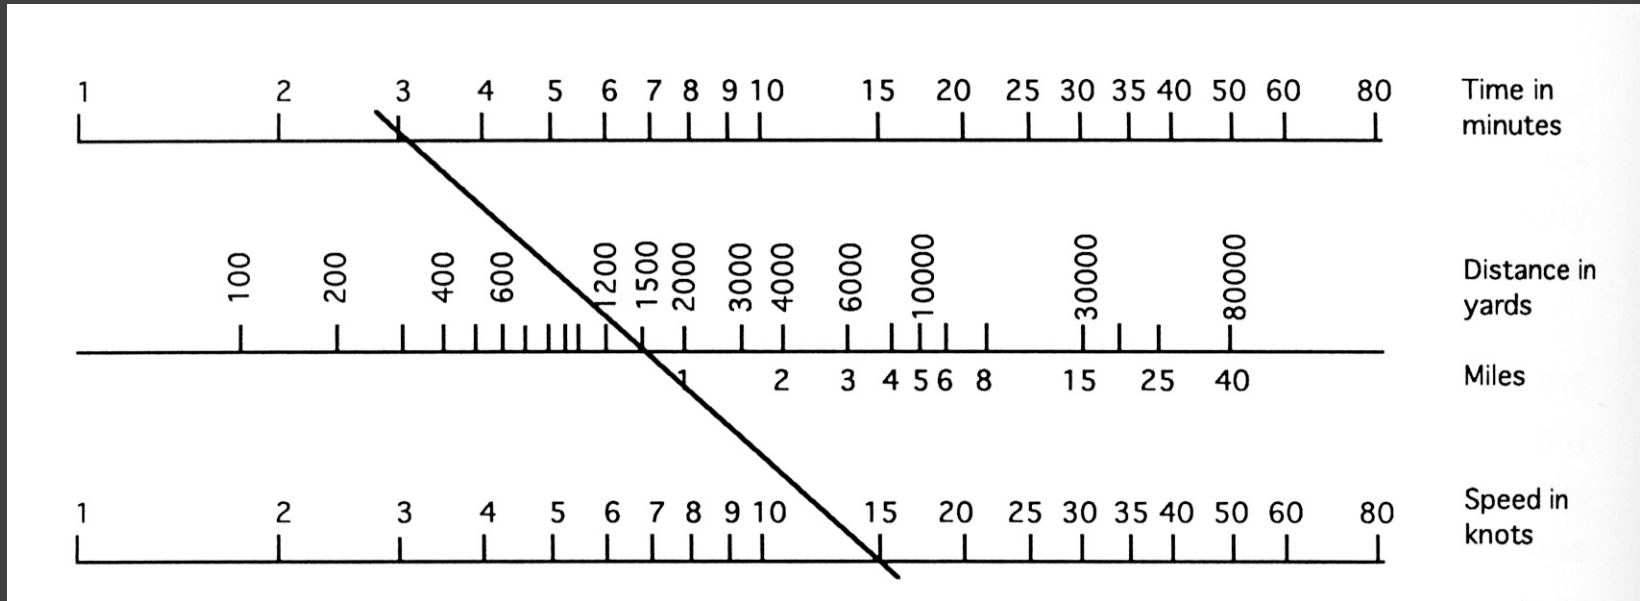 1 2 3 4 5 6 7 8 9 10 15 20 25 30 35 40 50 60 80 Time in
minutes
100 200 400 600 1200 1500 2000 3000 4000 6000 10000 30000 80000 Distance in
yards
1 2 3 4 5 6 8 15 25 40 Miles
1 2 3 4 5 6 7 8 9 10 15 20 25 30 35 40 50 60 80 Speed in
knots